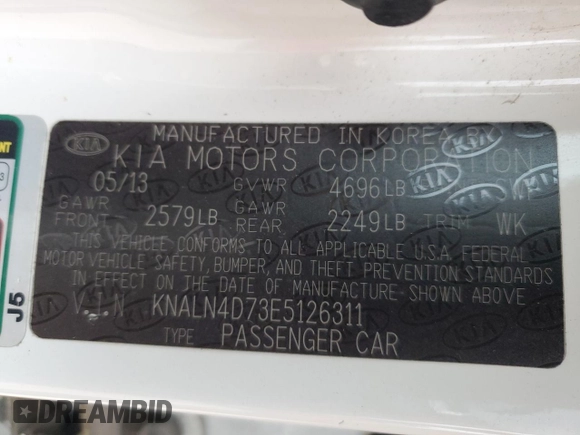 MANUFACTURED IN KOREA
KIA
KIA MOTORS CORPORATION
05/13 GVWR 4696LB
GAWR FRONT 2579LB GAWR REAR 2249LB TRIM WK
THIS VEHICLE CONFORMS TO ALL APPLICABLE U.S.A. FEDERAL
MOTOR VEHICLE SAFETY, BUMPER, AND THEFT PREVENTION STANDARDS
IN EFFECT ON THE DATE OF MANUFACTURE SHOWN ABOVE
V.I.N KNALN4D73E5126311
TYPE PASSENGER CAR
J5
DREAMBID